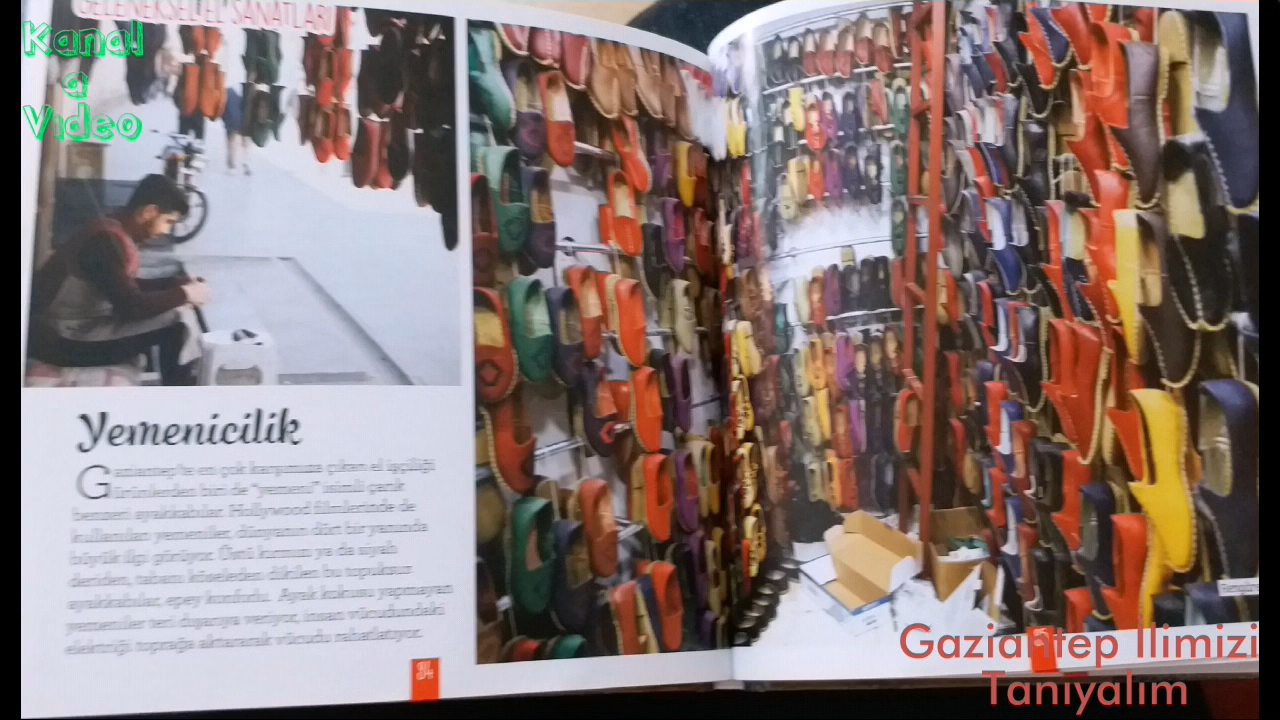 GELENEKSEL EL SANATLARI
Kanal
a
Video
Yemenicilik
Gaziantep'te en çok karşımıza çıkan el işçiliği
ürünlerden biri de "yemeni" isimli çarık
benzeri ayakkabılar. Hollywood filmlerinde de
kullanılan yemeniler, dünyanın dört bir yanında
büyük ilgi görüyor. Üstü kırmızı ya da siyah
deriden, tabanı köseleden dikilen bu topuksuz
ayakkabılar, epey konforlu. Ayak kokusu yapmayan
yemeniler teri dışarıya veriyor, insan vücudundaki
elektriği toprağa aktararak vücudu rahatlatıyor.
Gaziantep Ilimizi
Tanıyalım